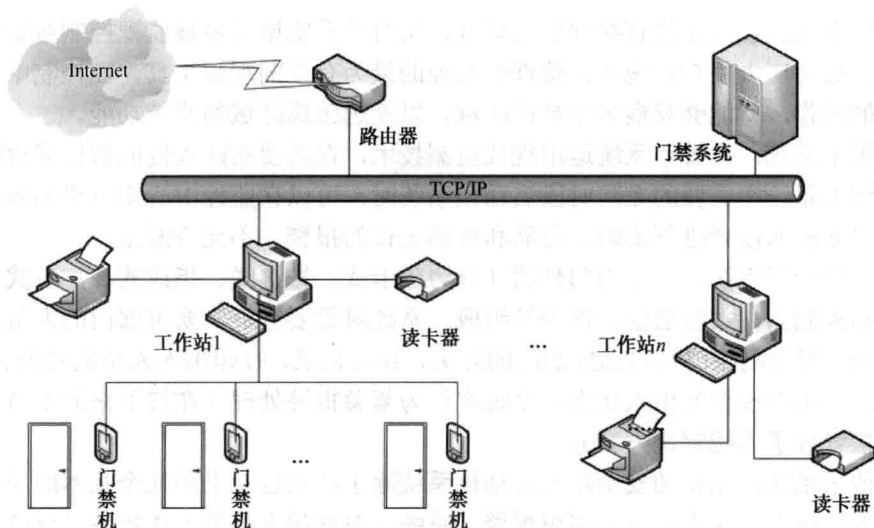 Internet
路由器
门禁系统
TCP/IP
工作站1
读卡器
...
工作站n
门禁机
门禁机
...
门禁机
读卡器